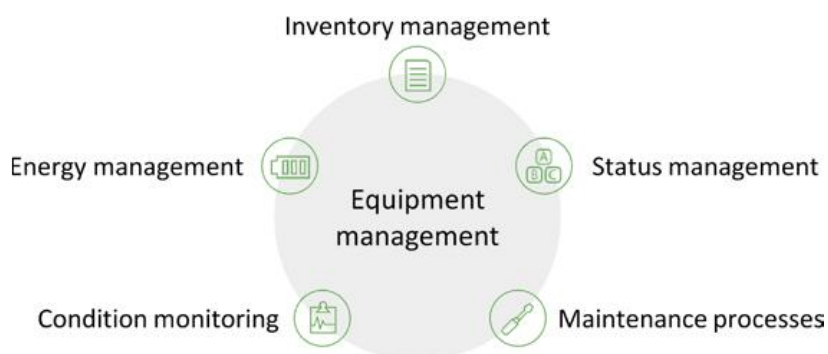 Inventory management
Energy management
A
B C
Status management
Equipment
management
Condition monitoring
Maintenance processes